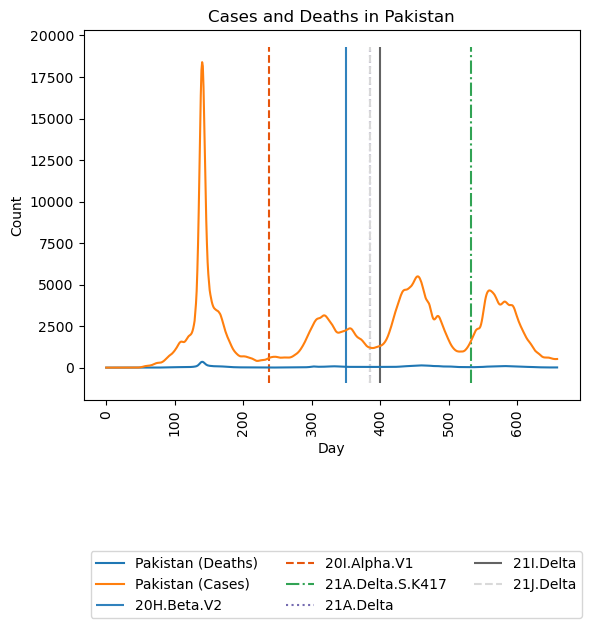 Cases and Deaths in Pakistan
20000
17500
15000
12500
10000
7500
5000
2500
0
Count
0 100 200 300 400 500 600
Day
Pakistan (Deaths) 20I.Alpha.V1 21I.Delta
Pakistan (Cases) 21A.Delta.S.K417 21J.Delta
20H.Beta.V2 21A.Delta